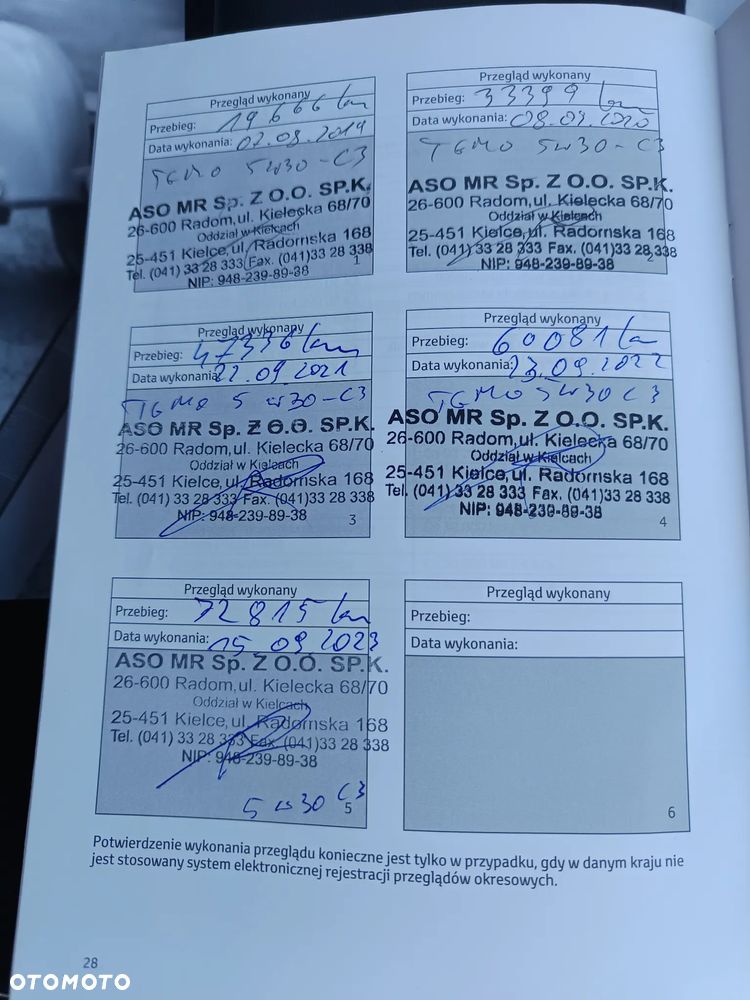 Przegląd wykonany
Przebieg: 19666 km
Data wykonania: 02.09.2019
TGMO 5w30-C3
ASO MR Sp. Z O.O. SP.K.
26-600 Radom, ul. Kielecka 68/70
Oddział w Kielcach
25-451 Kielce, ul. Radomska 168
Tel. (041) 33 28 333 Fax. (041)33 28 338
NIP: 948-239-89-38
1
Przegląd wykonany
Przebieg: 33399 km
Data wykonania: 08.09.2020
TGMO 5w30-C3
ASO MR Sp. Z O.O. SP.K.
26-600 Radom, ul. Kielecka 68/70
Oddział w Kielcach
25-451 Kielce, ul. Radomska 168
Tel. (041) 33 28 333 Fax. (041)33 28 338
NIP: 948-239-89-38
2
Przegląd wykonany
Przebieg: 47336 km
Data wykonania: 22.09.2021
TGMO 5w30-C3
ASO MR Sp. Z O.O. SP.K.
26-600 Radom, ul. Kielecka 68/70
Oddział w Kielcach
25-451 Kielce, ul. Radomska 168
Tel. (041) 33 28 333 Fax. (041)33 28 338
NIP: 948-239-89-38
3
Przegląd wykonany
Przebieg: 60081 km
Data wykonania: 23.09.2022
TGMO 5w30 C3
ASO MR Sp. Z O.O. SP.K.
26-600 Radom, ul. Kielecka 68/70
Oddział w Kielcach
25-451 Kielce, ul. Radomska 168
Tel. (041) 33 28 333 Fax. (041)33 28 338
NIP: 948-239-89-38
4
Przegląd wykonany
Przebieg: 72815 km
Data wykonania: 15 09 2023
ASO MR Sp. Z O.O. SP.K.
26-600 Radom, ul. Kielecka 68/70
Oddział w Kielcach
25-451 Kielce, ul. Radomska 168
Tel. (041) 33 28 333 Fax. (041)33 28 338
NIP: 948-239-89-38
5w30 C3
5
Przegląd wykonany
Przebieg:
Data wykonania:
6
Potwierdzenie wykonania przeglądu konieczne jest tylko w przypadku, gdy w danym kraju nie
jest stosowany system elektronicznej rejestracji przeglądów okresowych.
28
OTOMOTO